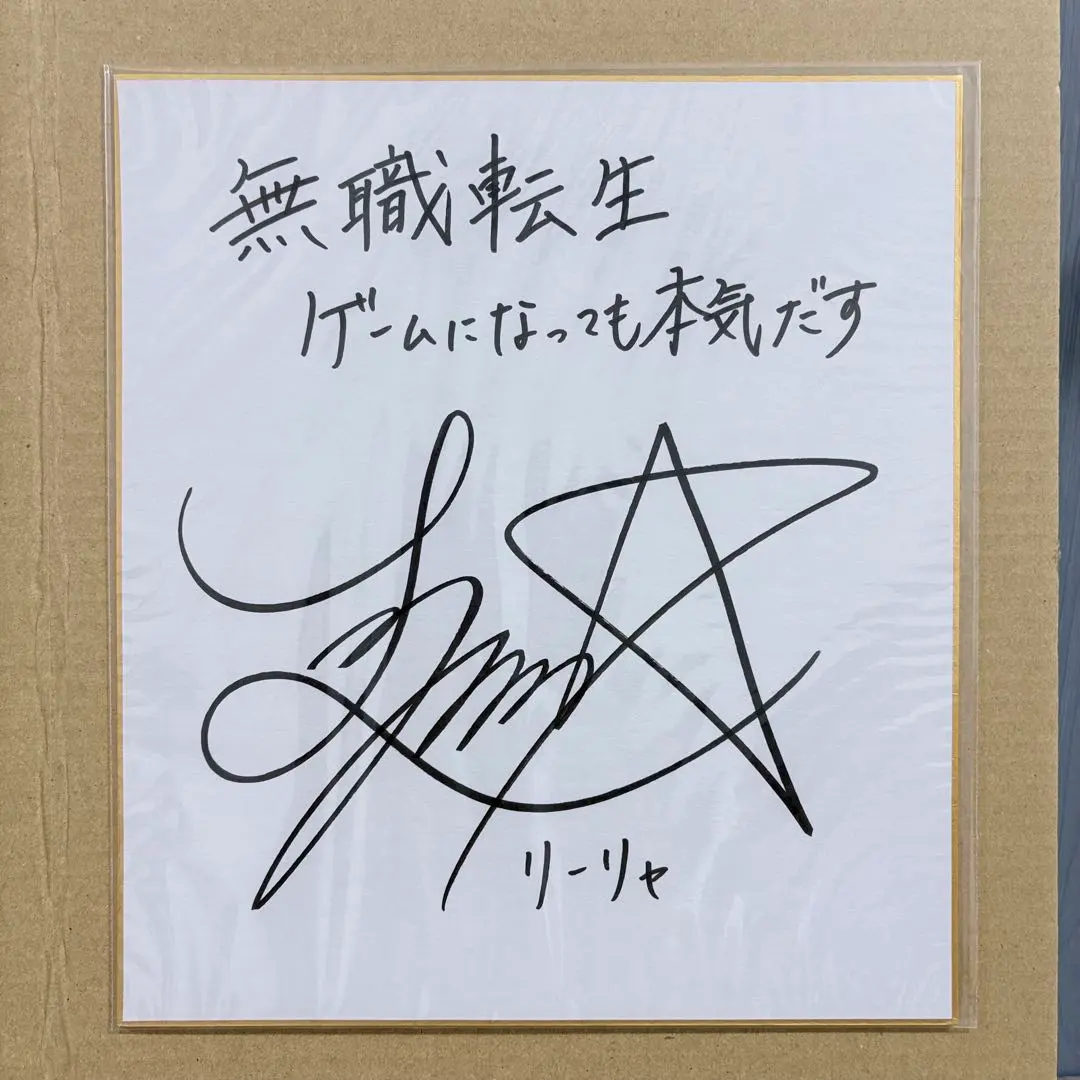 無職転生
ゲームになっても本気だす
リーリャ